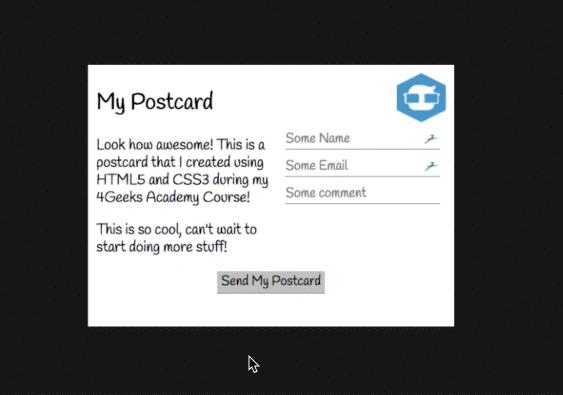 My Postcard
Look how awesome! This is a
postcard that I created using
HTML5 and CSS3 during my
4Geeks Academy Course!
This is so cool, can't wait to
start doing more stuff!
Some Name
Some Email
Some comment
Send My Postcard